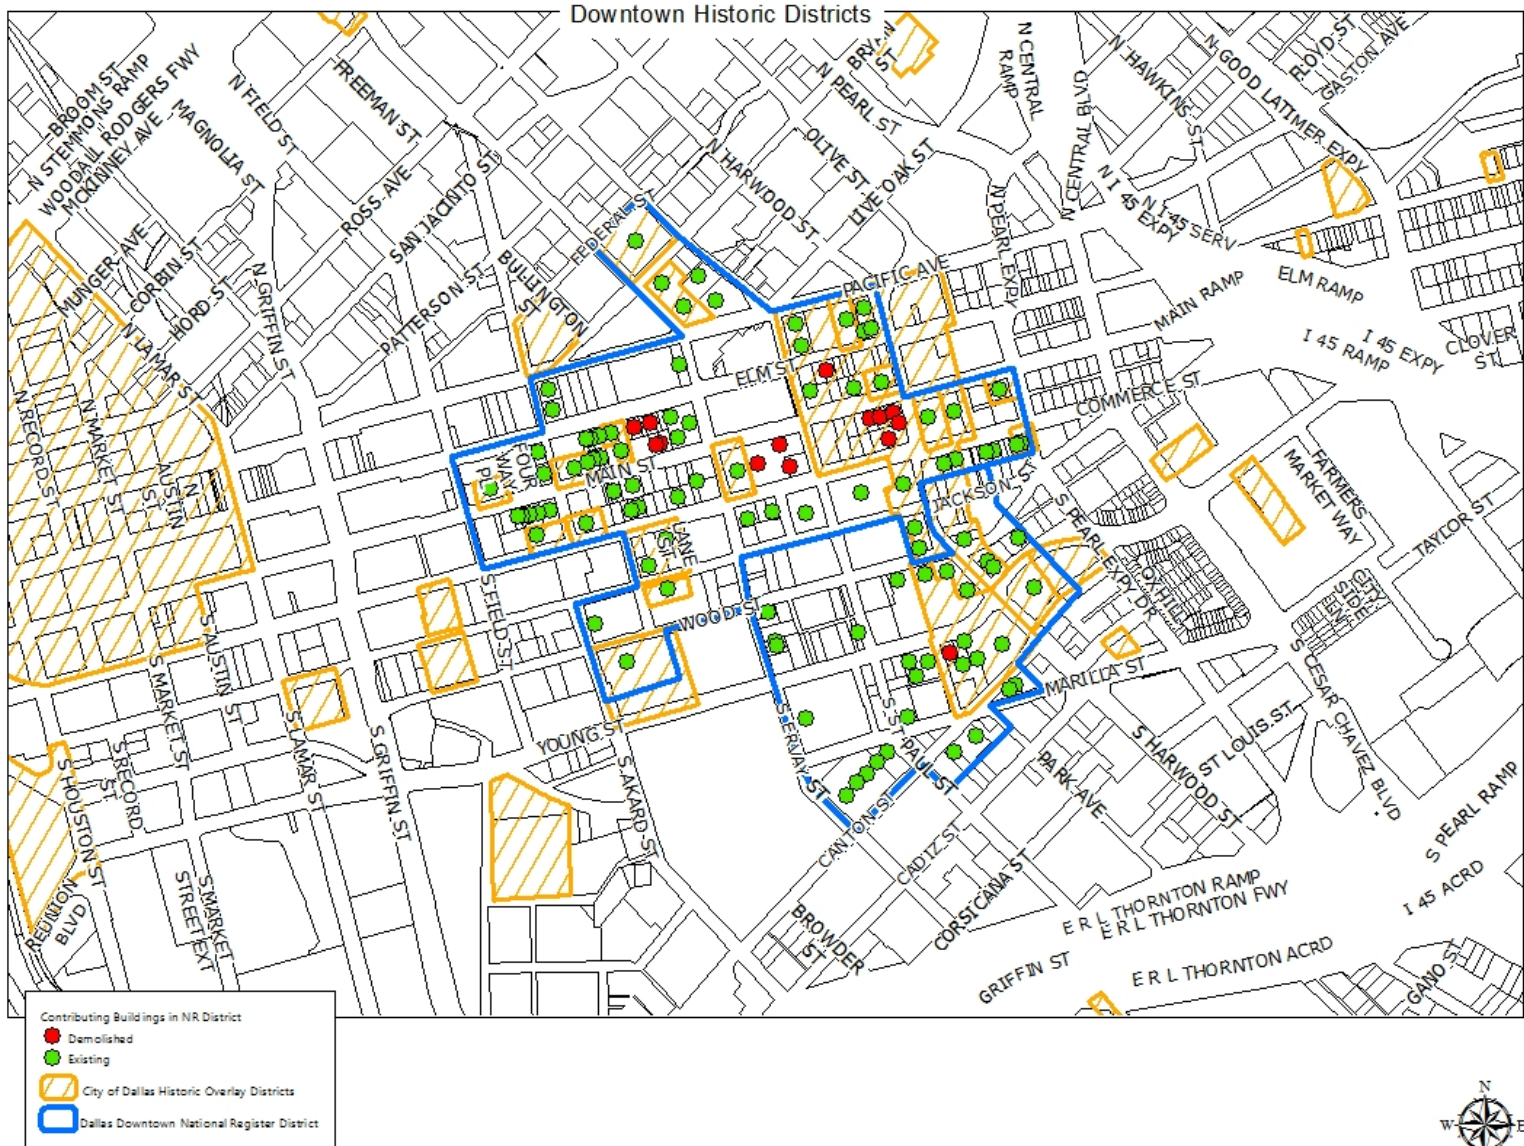 Downtown Historic Districts
BROOM ST
N STEMMONS RAMP
WOODALL RODGERS FWY
MCKINNEY AVE
MAGNOLIA ST
N FIELD ST
FREEMAN ST
BRYAN
ST
N PEARL ST
N CENTRAL
RAMP
N CENTRAL BLVD
N HAWKINS ST
N GOOD LATIMER EXPY
FLOYD ST
GASTON AVE
ROSS AVE
SAN JACINTO ST
N HARWOOD ST
OLIVE ST
LIVE OAK ST
N PEARL EXPY
N I 45 EXPY
N I 45 SERV
MUNGER AVE
CORBIN ST
HORD ST
N GRIFFIN ST
PATTERSON ST
BULLINGTON
ST
FEDERAL ST
PACIFIC AVE
MAIN RAMP
ELM RAMP
I 45 RAMP
I 45 EXPY
CLOVER
ST
N LAMAR ST
N RECORD ST
N MARKET ST
N
AUSTIN
ST
ELM ST
COMMERCE ST
FOUR
WAY
PL
MAIN ST
JACKSON ST
LANE
ST
S PEARL EXPY DR
FARMERS
MARKET WAY
TAYLOR ST
CITY
SIDE
LN
WOOD ST
S FIELD ST
S AUSTIN ST
S MARKET ST
S LAMAR ST
S RECORD
ST
S HOUSTON ST
S GRIFFIN ST
YOUNG ST
S AKARD ST
S ERVAY ST
S ST PAUL ST
MARILLA ST
S CESAR CHAVEZ BLVD
ST LOUIS ST
S HARWOOD ST
PARK AVE
CANTON ST
CADIZ ST
CORSICANA ST
BROWDER
ST
REUNION
BLVD
S MARKET
STREET EXT
E R L THORNTON RAMP
E R L THORNTON FWY
E R L THORNTON ACRD
GRIFFIN ST
S PEARL RAMP
I 45 ACRD
GANO ST
Contributing Buildings in NR District
Demolished
Existing
City of Dallas Historic Overlay Districts
Dallas Downtown National Register District
N
W
E